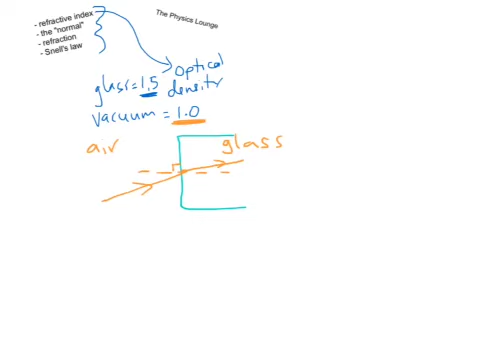 The Physics Lounge
- refractive index
- the "normal"
- refraction
- Snell's law
optical
density
glass = 1.5
vacuum = 1.0
air
glass